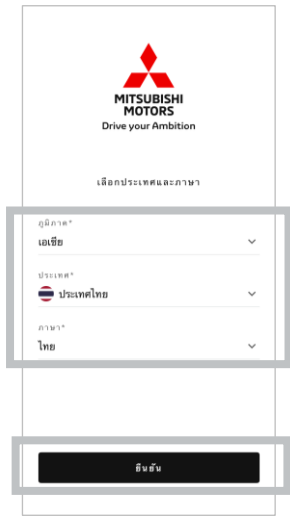 MITSUBISHI
MOTORS
Drive your Ambition
เลือกประเทศและภาษา
ภูมิภาค*
เอเชีย
ประเทศ*
ประเทศไทย
ภาษา*
ไทย
ยืนยัน